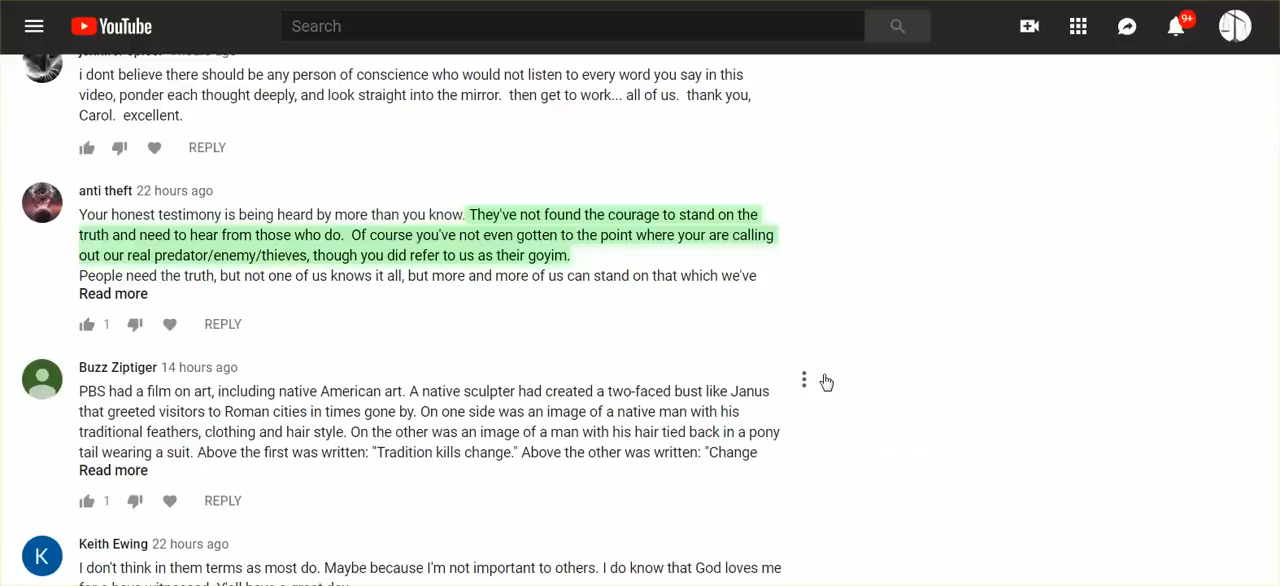 YouTube
Search
9+
i dont believe there should be any person of conscience who would not listen to every word you say in this
video, ponder each thought deeply, and look straight into the mirror.  then get to work... all of us.  thank you,
Carol.  excellent.
REPLY
anti theft 22 hours ago
Your honest testimony is being heard by more than you know. They've not found the courage to stand on the
truth and need to hear from those who do.  Of course you've not even gotten to the point where your are calling
out our real predator/enemy/thieves, though you did refer to us as their goyim.
People need the truth, but not one of us knows it all, but more and more of us can stand on that which we've
Read more
1 REPLY
Buzz Ziptiger 14 hours ago
PBS had a film on art, including native American art. A native sculpter had created a two-faced bust like Janus
that greeted visitors to Roman cities in times gone by. On one side was an image of a native man with his
traditional feathers, clothing and hair style. On the other was an image of a man with his hair tied back in a pony
tail wearing a suit. Above the first was written: "Tradition kills change." Above the other was written: "Change
Read more
1 REPLY
K
Keith Ewing 22 hours ago
I don't think in them terms as most do. Maybe because I'm not important to others. I do know that God loves me